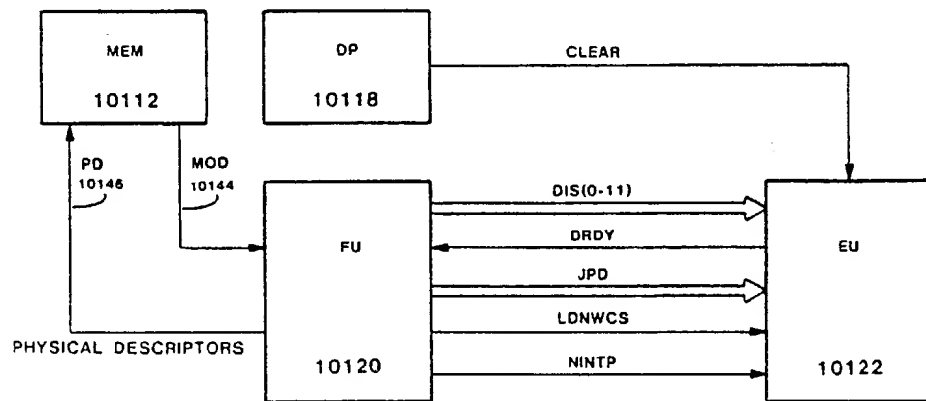 MEM
10112
DP
10118
CLEAR
PD
10146
MOD
10144
DIS(0-11)
FU
DRDY
EU
JPD
LDNWCS
PHYSICAL DESCRIPTORS
10120
NINTP
10122